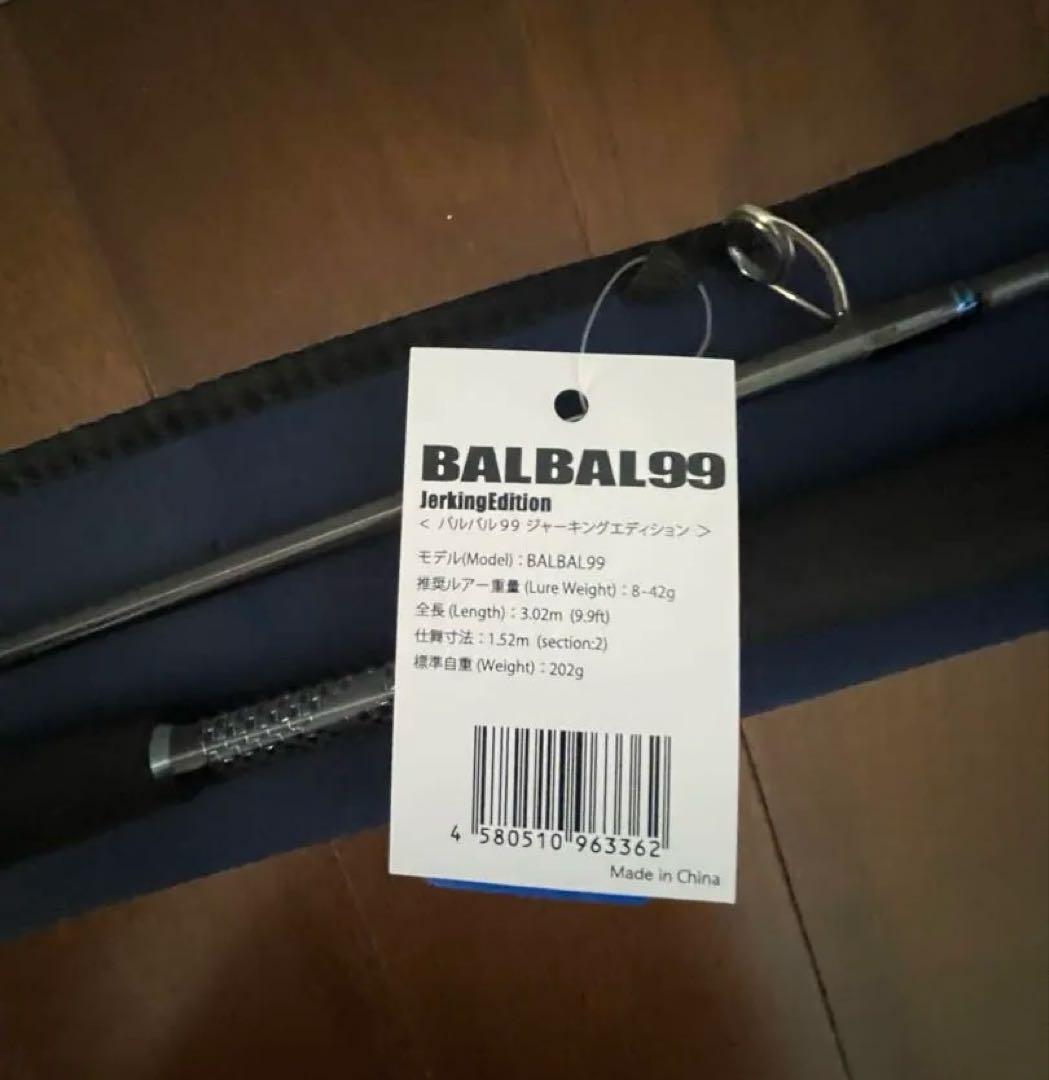 BALBAL99
JerkingEdition
< バルバル99 ジャーキングエディション >
モデル(Model)：BALBAL99
推奨ルアー重量 (Lure Weight)：8-42g
全長 (Length)：3.02m (9.9ft)
仕舞寸法：1.52m (section:2)
標準自重 (Weight)：202g
4 580510 963362
Made in China